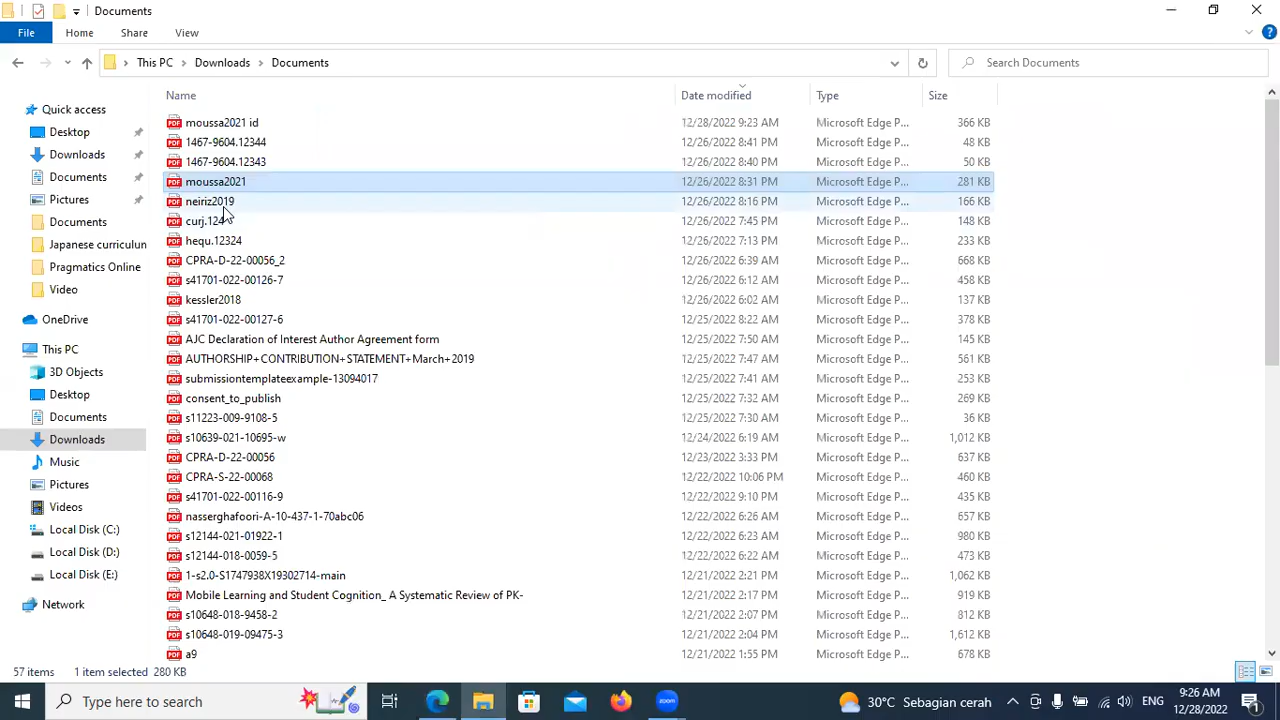 Documents
File Home Share View
This PC Downloads Documents Search Documents
Name Date modified Type Size
Quick access
Desktop
Downloads
Documents
Pictures
Documents
Japanese curriculun
Pragmatics Online
Video
OneDrive
This PC
3D Objects
Desktop
Documents
Downloads
Music
Pictures
Videos
Local Disk (C:)
Local Disk (D:)
Local Disk (E:)
Network
moussa2021 id 12/28/2022 9:23 AM Microsoft Edge P... 366 KB
1467-9604.12344 12/26/2022 8:41 PM Microsoft Edge P... 48 KB
1467-9604.12343 12/26/2022 8:40 PM Microsoft Edge P... 50 KB
moussa2021 12/26/2022 8:31 PM Microsoft Edge P... 281 KB
neiriz2019 12/26/2022 8:16 PM Microsoft Edge P... 166 KB
12/26/2022 7:45 PM Microsoft Edge P... 148 KB
hequ.12324 12/26/2022 7:13 PM Microsoft Edge P... 233 KB
CPRA-D-22-00056_2 12/26/2022 6:39 AM Microsoft Edge P... 668 KB
s41701-022-00126-7 12/26/2022 6:12 AM Microsoft Edge P... 458 KB
kessler2018 12/26/2022 6:02 AM Microsoft Edge P... 137 KB
s41701-022-00127-6 12/25/2022 8:22 AM Microsoft Edge P... 378 KB
AJC Declaration of Interest Author Agreement form 12/25/2022 7:50 AM Microsoft Edge P... 145 KB
AUTHORSHIP+CONTRIBUTION+STATEMENT+March+2019 12/25/2022 7:47 AM Microsoft Edge P... 561 KB
submissiontemplateexample-13094017 12/25/2022 7:41 AM Microsoft Edge P... 253 KB
consent_to_publish 12/25/2022 7:32 AM Microsoft Edge P... 269 KB
s11223-009-9108-5 12/25/2022 7:30 AM Microsoft Edge P... 36 KB
s10639-021-10695-w 12/24/2022 6:19 AM Microsoft Edge P... 1,012 KB
CPRA-D-22-00056 12/23/2022 3:33 PM Microsoft Edge P... 637 KB
CPRA-S-22-00068 12/22/2022 10:06 PM Microsoft Edge P... 460 KB
s41701-022-00116-9 12/22/2022 9:10 PM Microsoft Edge P... 435 KB
nasserghafoori-A-10-437-1-70abc06 12/22/2022 6:26 AM Microsoft Edge P... 657 KB
s12144-021-01922-1 12/22/2022 6:23 AM Microsoft Edge P... 980 KB
s12144-018-0059-5 12/22/2022 6:22 AM Microsoft Edge P... 473 KB
1-s2.0-S1747938X19302714-main 12/21/2022 2:21 PM Microsoft Edge P... 1,062 KB
Mobile Learning and Student Cognition_ A Systematic Review of PK- 12/21/2022 2:17 PM Microsoft Edge P... 919 KB
s10648-018-9458-2 12/21/2022 2:07 PM Microsoft Edge P... 812 KB
s10648-019-09475-3 12/21/2022 2:04 PM Microsoft Edge P... 1,612 KB
a9 12/21/2022 1:55 PM Microsoft Edge P... 678 KB
57 items 1 item selected 280 KB
Type here to search zoom 30°C Sebagian cerah ENG 9:26 AM
12/28/2022 1